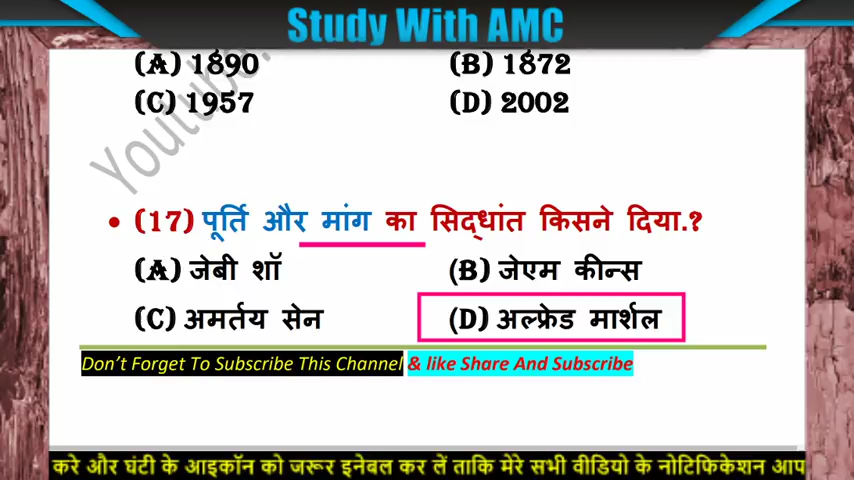 Study With AMC
(A) 1890 (B) 1872
(C) 1957 (D) 2002
Youtube.
• (17) पूर्ति और मांग का सिद्धांत किसने दिया.?
(A) जेबी शॉ (B) जेएम कीन्स
(C) अमर्तय सेन (D) अल्फ्रेड मार्शल
Don't Forget To Subscribe This Channel & like Share And Subscribe
करे और घंटी के आइकॉन को जरूर इनेबल कर लें ताकि मेरे सभी वीडियो के नोटिफिकेशन आप